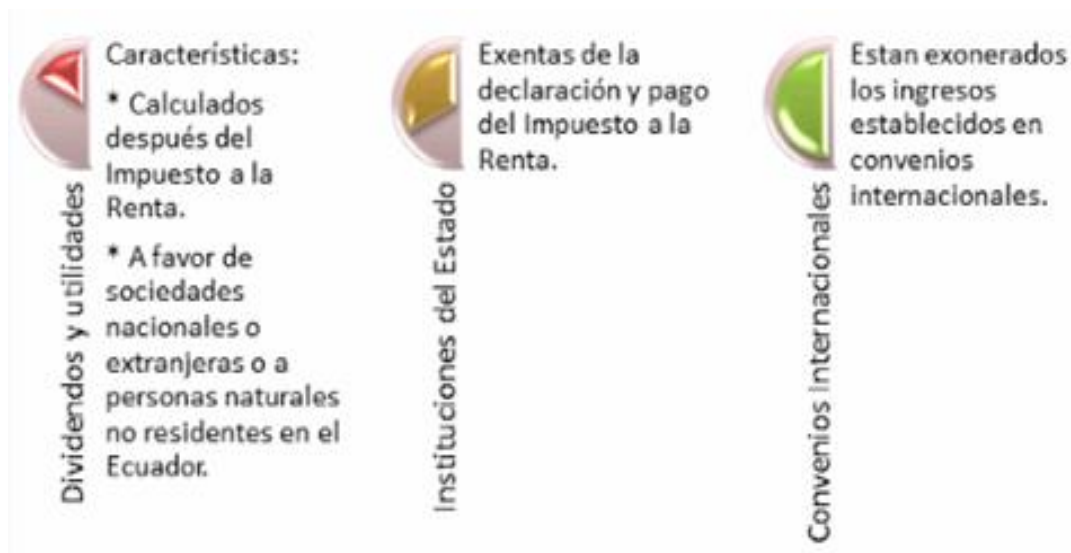 Dividendos y utilidades
Características:
* Calculados
después del
Impuesto a la
Renta.
* A favor de
sociedades
nacionales o
extranjeras o a
personas naturales
no residentes en el
Ecuador.
Instituciones del Estado
Exentas de la
declaración y pago
del Impuesto a la
Renta.
Convenios Internacionales
Estan exonerados
los ingresos
establecidos en
convenios
internacionales.